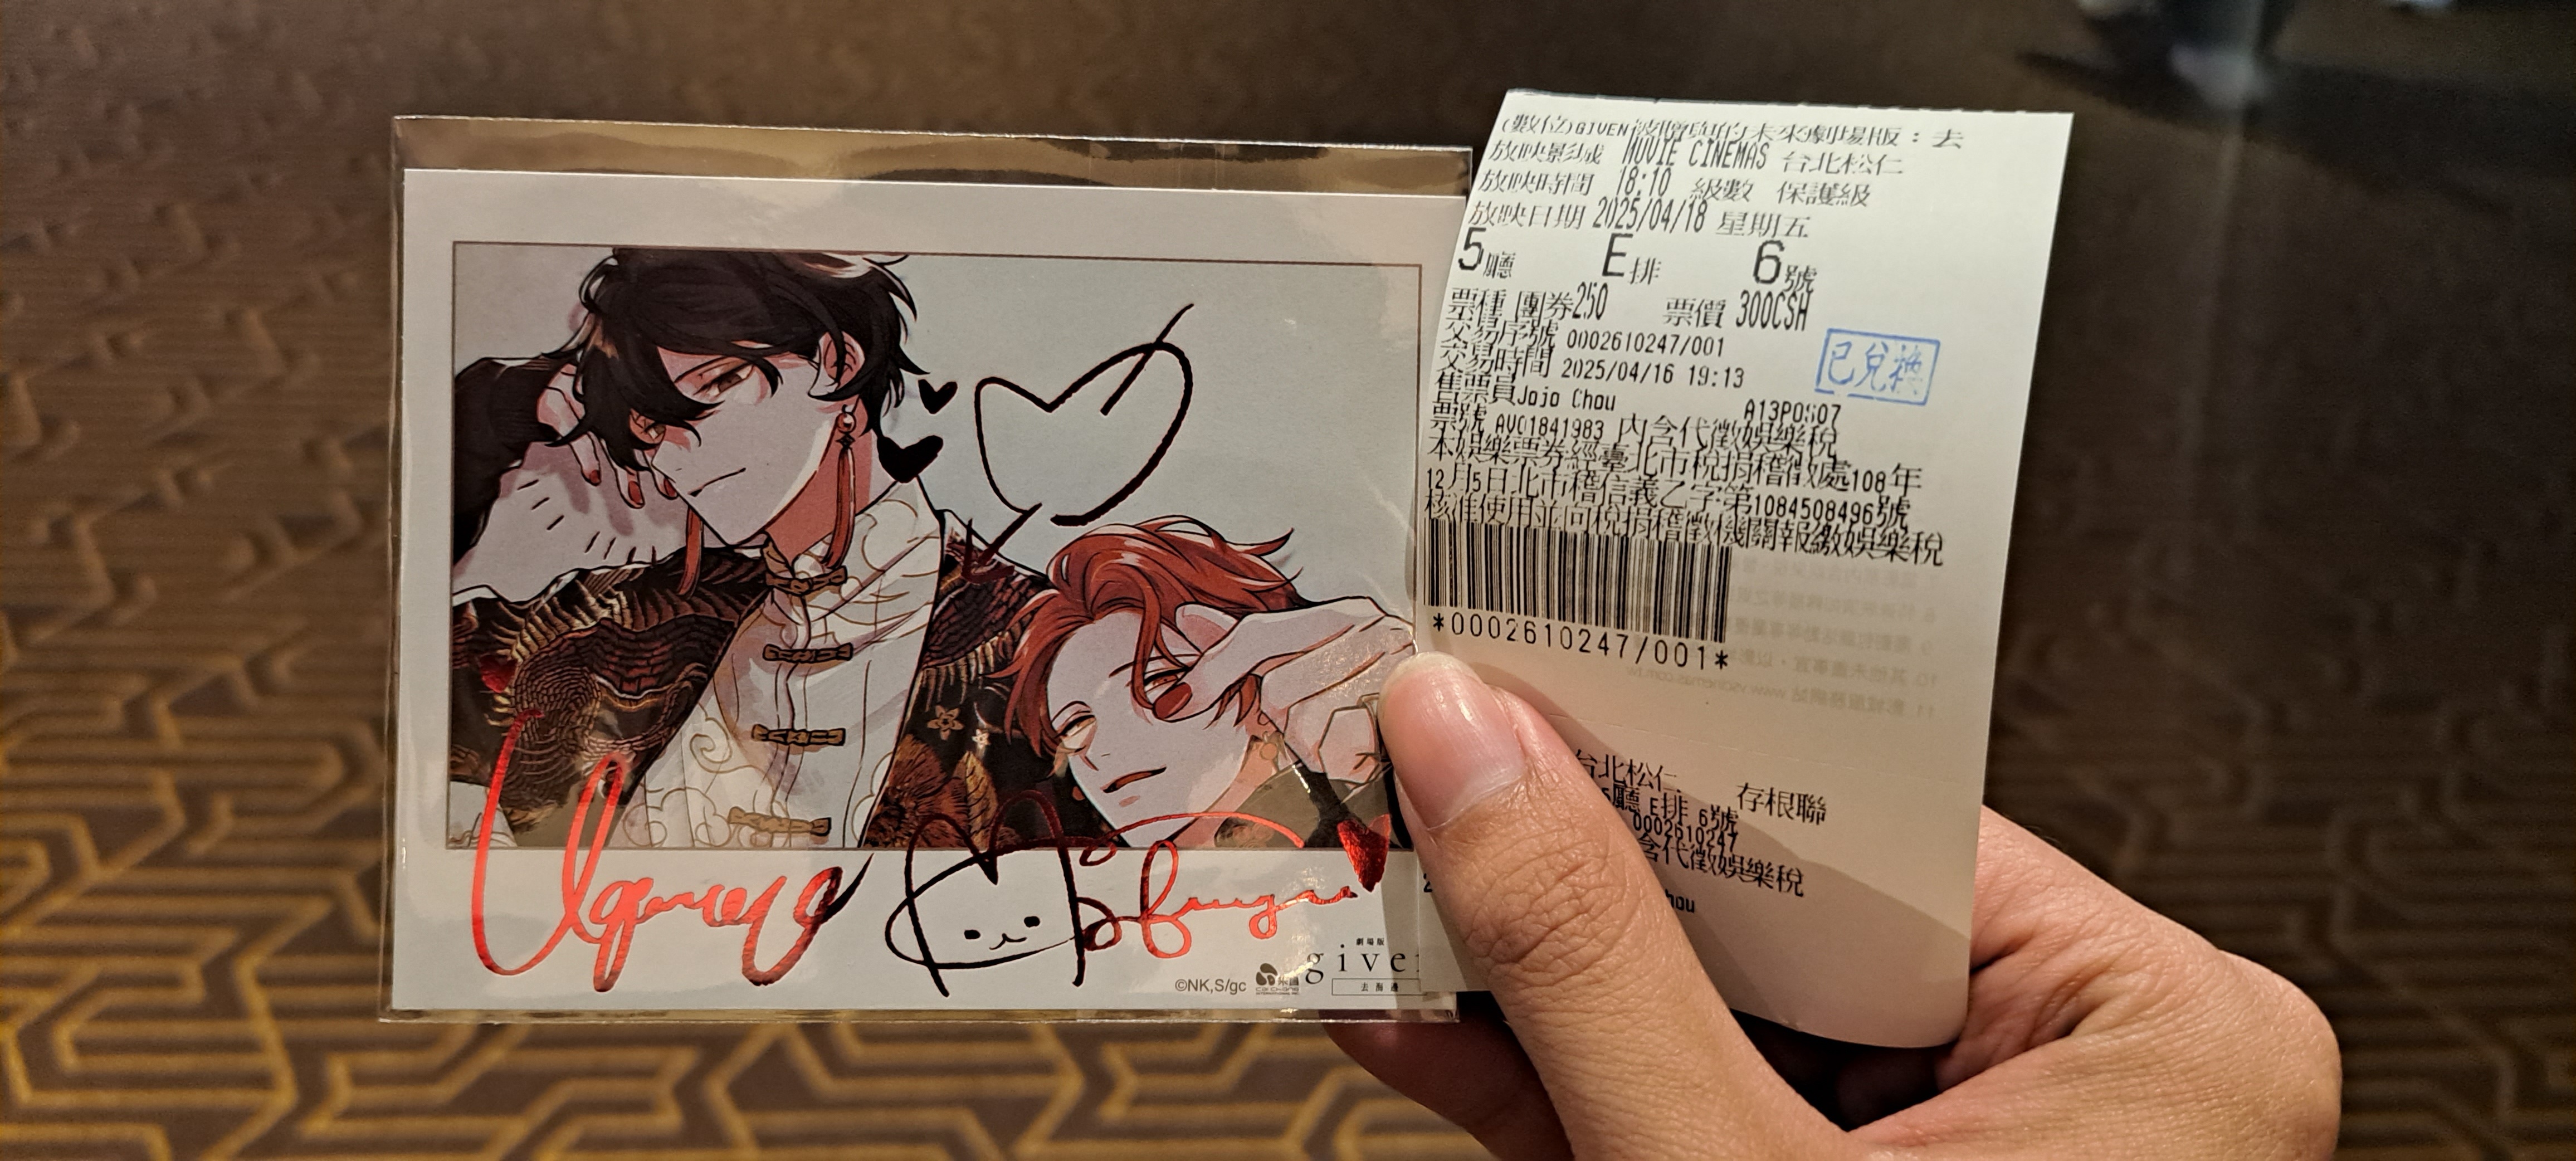 Uenoyama
Mafuyu
©NK,S/gc
劇場版
give
去海邊
(數位)GIVEN被贈與的未來劇場版：去
放映影城 MUVIE CINEMAS 台北松仁
放映時間 18:10 級數 保護級
放映日期 2025/04/18 星期五
5廳 E排 6號
票種 團券250 票價 300CSH
交易序號 0002610247/001
已兌換
交易時間 2025/04/16 19:13
售票員Jojo Chou A13POS07
票號 AV01841983 內含代徵娛樂稅
本娛樂票券經臺北市稅捐稽徵處108年
12月5日北市稽信義乙字第1084508496號
核准使用並向稅捐稽徵機關報繳娛樂稅
*0002610247/001*
台北松仁 存根聯
5廳 E排 6號
0002610247
含代徵娛樂稅
hou